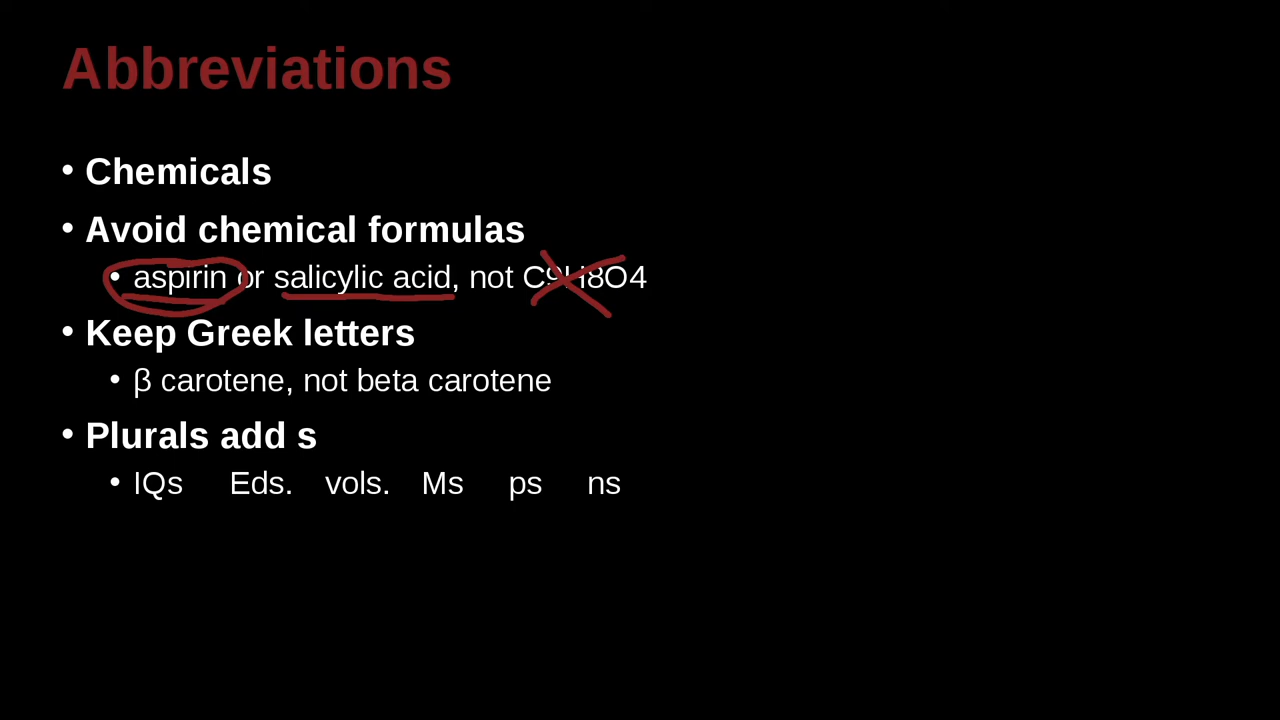 Abbreviations
• Chemicals
• Avoid chemical formulas
• aspirin or salicylic acid, not C9H8O4
• Keep Greek letters
• β carotene, not beta carotene
• Plurals add s
• IQs Eds. vols. Ms ps ns